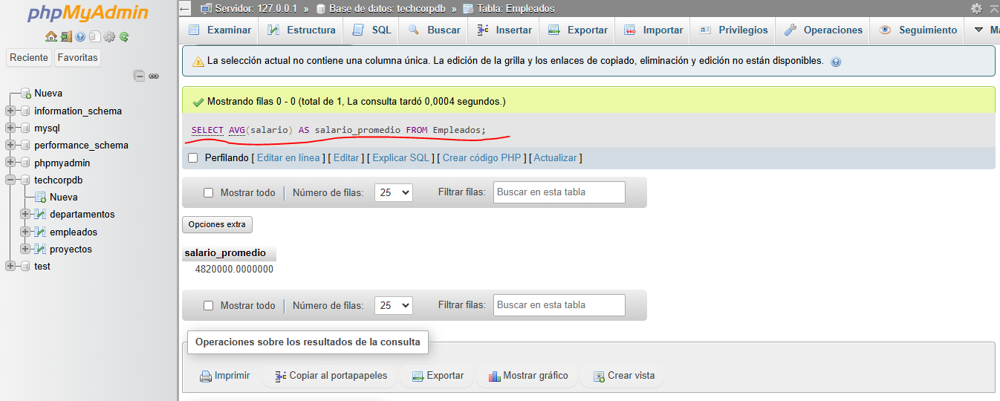 phpMyAdmin
Reciente Favoritas
Nueva
information_schema
mysql
performance_schema
phpmyadmin
techcorpdb
Nueva
departamentos
empleados
proyectos
test
Servidor: 127.0.0.1 » Base de datos: techcorpdb » Tabla: Empleados
Examinar Estructura SQL Buscar Insertar Exportar Importar Privilegios Operaciones Seguimiento
La selección actual no contiene una columna única. La edición de la grilla y los enlaces de copiado, eliminación y edición no están disponibles.
Mostrando filas 0 - 0 (total de 1, La consulta tardó 0,0004 segundos.)
SELECT AVG(salario) AS salario_promedio FROM Empleados;
Perfilando [ Editar en línea ] [ Editar ] [ Explicar SQL ] [ Crear código PHP ] [ Actualizar ]
Mostrar todo Número de filas: 25 Filtrar filas: Buscar en esta tabla
Opciones extra
salario_promedio
4820000.0000000
Mostrar todo Número de filas: 25 Filtrar filas: Buscar en esta tabla
Operaciones sobre los resultados de la consulta
Imprimir Copiar al portapapeles Exportar Mostrar gráfico Crear vista